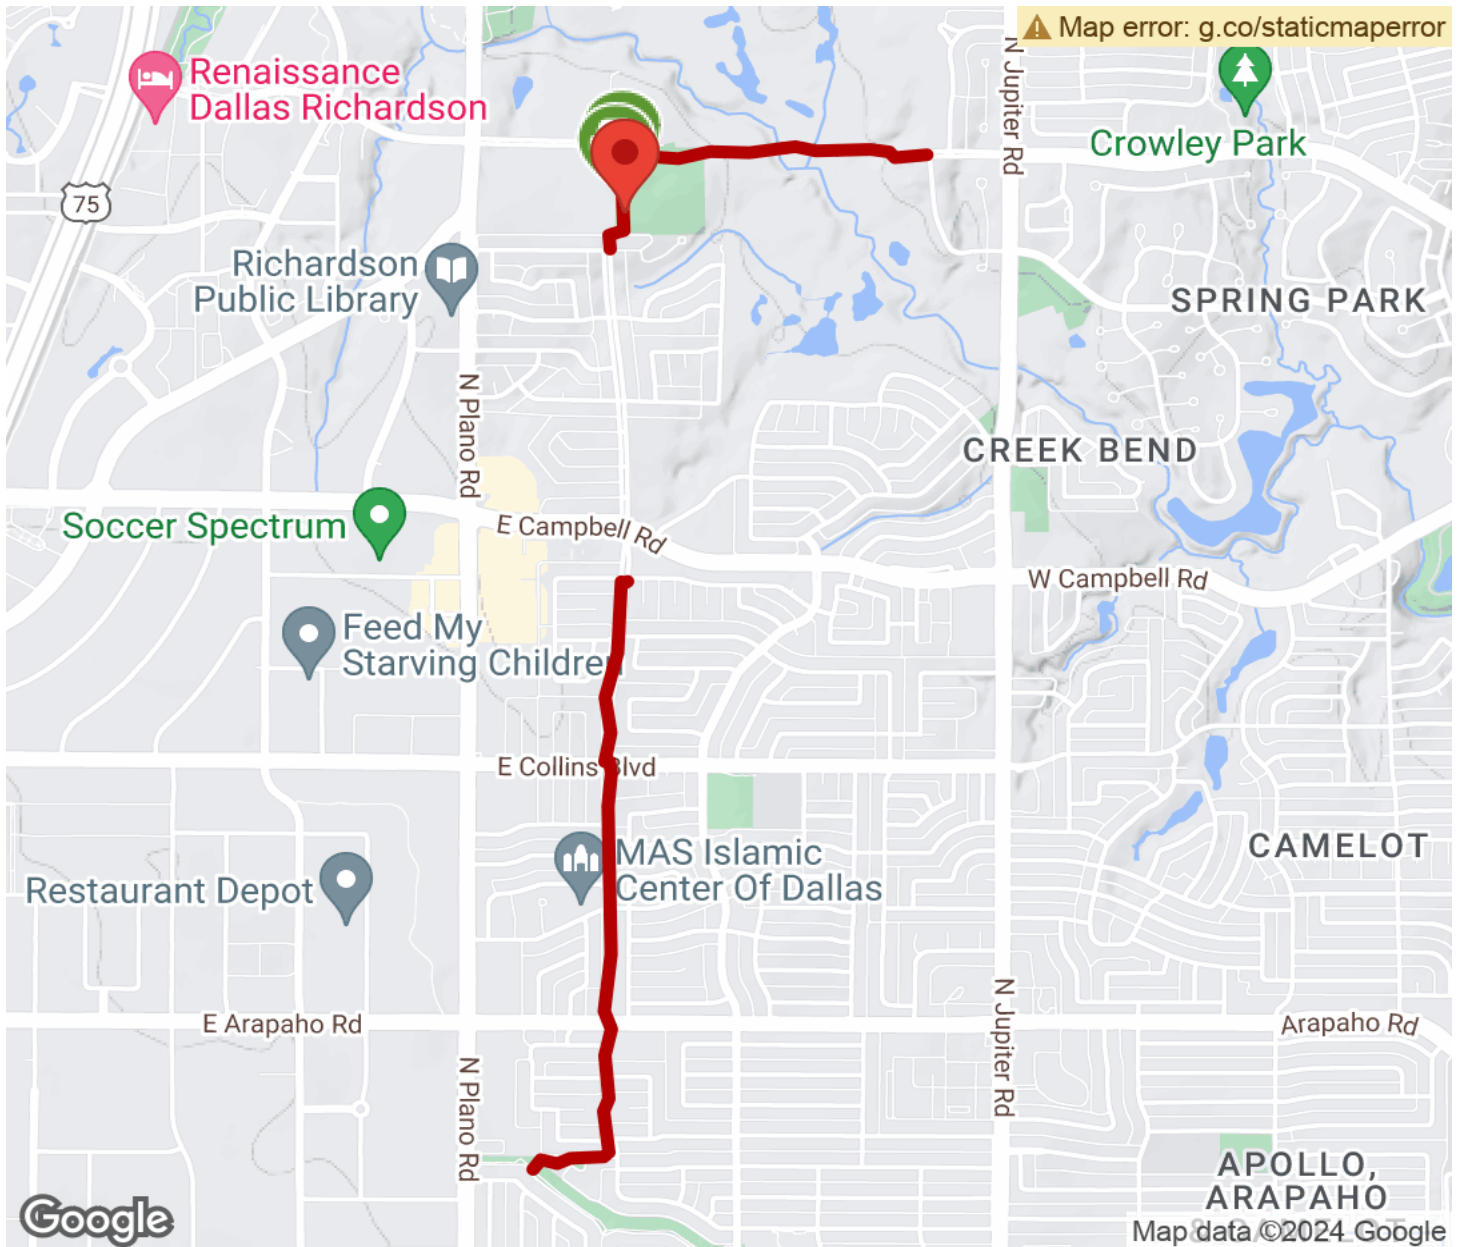 Map error: g.co/staticmaperror
Renaissance
Dallas Richardson
N Jupiter Rd
Crowley Park
75
Richardson
Public Library
SPRING PARK
N Plano Rd
CREEK BEND
Soccer Spectrum
E Campbell Rd
W Campbell Rd
Feed My
Starving Children
E Collins Blvd
MAS Islamic
Center Of Dallas
CAMELOT
Restaurant Depot
N Jupiter Rd
E Arapaho Rd
Arapaho Rd
N Plano Rd
APOLLO,
ARAPAHO
Google
Map data ©2024 Google